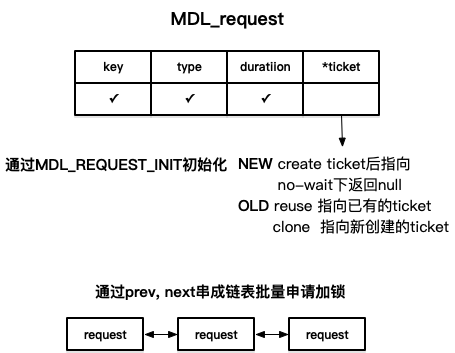 MDL_request
key type duratiion *ticket
✓ ✓ ✓
通过MDL_REQUEST_INIT初始化 NEW create ticket后指向
no-wait下返回null
OLD reuse 指向已有的ticket
clone 指向新创建的ticket
通过prev, next串成链表批量申请加锁
request request request